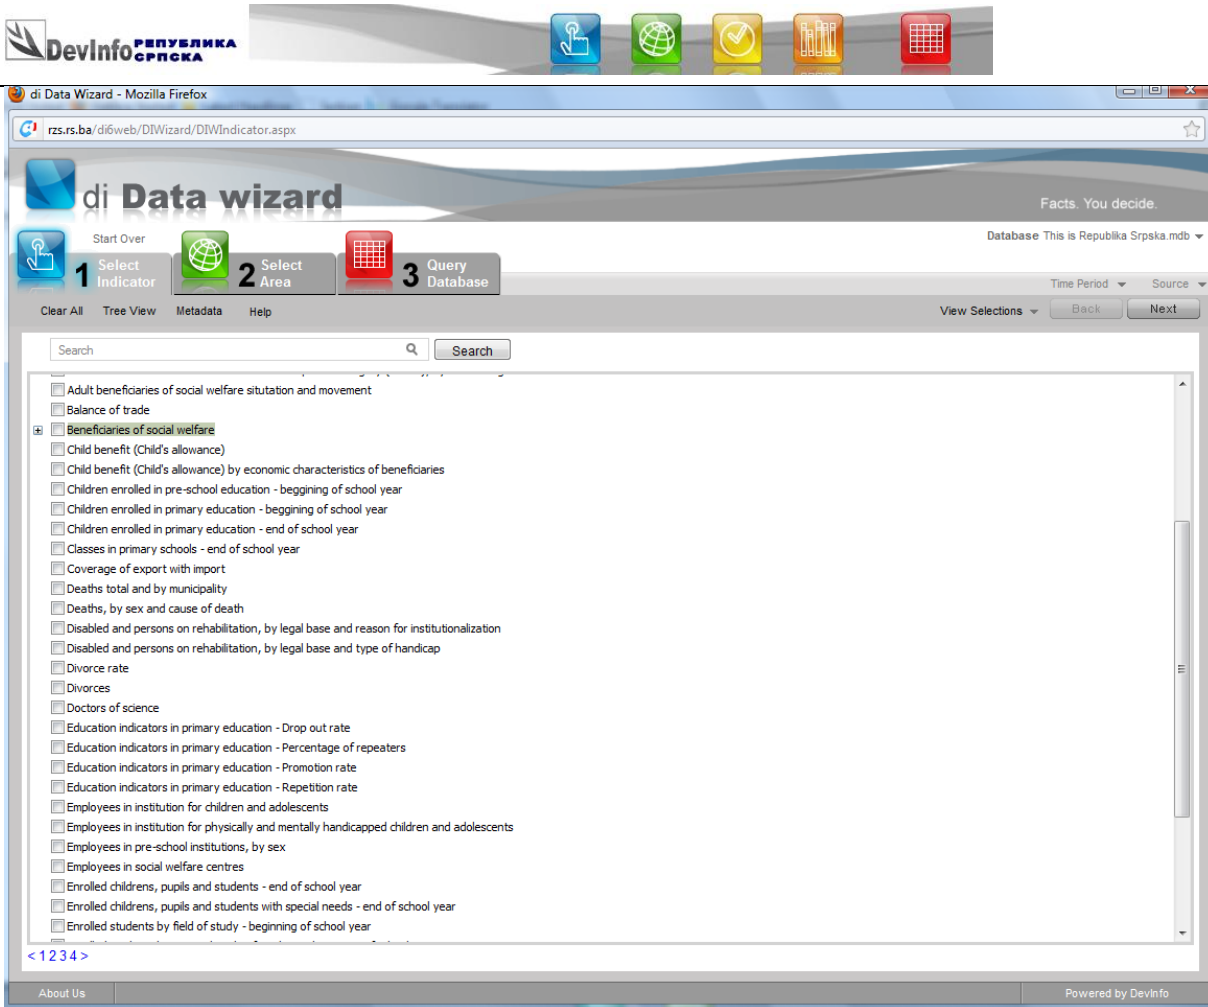 DevInfo РЕПУБЛИКА СРПСКА
di Data Wizard - Mozilla Firefox
rzs.rs.ba/di6web/DIWizard/DIWIndicator.aspx
di Data wizard
Facts. You decide.
Start Over
Database This is Republika Srpska.mdb
1 Select Indicator
2 Select Area
3 Query Database
Time Period Source
Clear All Tree View Metadata Help
View Selections Back Next
Search Search
Adult beneficiaries of social welfare situtation and movement
Balance of trade
Beneficiaries of social welfare
Child benefit (Child's allowance)
Child benefit (Child's allowance) by economic characteristics of beneficiaries
Children enrolled in pre-school education - beggining of school year
Children enrolled in primary education - beggining of school year
Children enrolled in primary education - end of school year
Classes in primary schools - end of school year
Coverage of export with import
Deaths total and by municipality
Deaths, by sex and cause of death
Disabled and persons on rehabilitation, by legal base and reason for institutionalization
Disabled and persons on rehabilitation, by legal base and type of handicap
Divorce rate
Divorces
Doctors of science
Education indicators in primary education - Drop out rate
Education indicators in primary education - Percentage of repeaters
Education indicators in primary education - Promotion rate
Education indicators in primary education - Repetition rate
Employees in institution for children and adolescents
Employees in institution for physically and mentally handicapped children and adolescents
Employees in pre-school institutions, by sex
Employees in social welfare centres
Enrolled childrens, pupils and students - end of school year
Enrolled childrens, pupils and students with special needs - end of school year
Enrolled students by field of study - beginning of school year
< 1 2 3 4 >
About Us
Powered by DevInfo